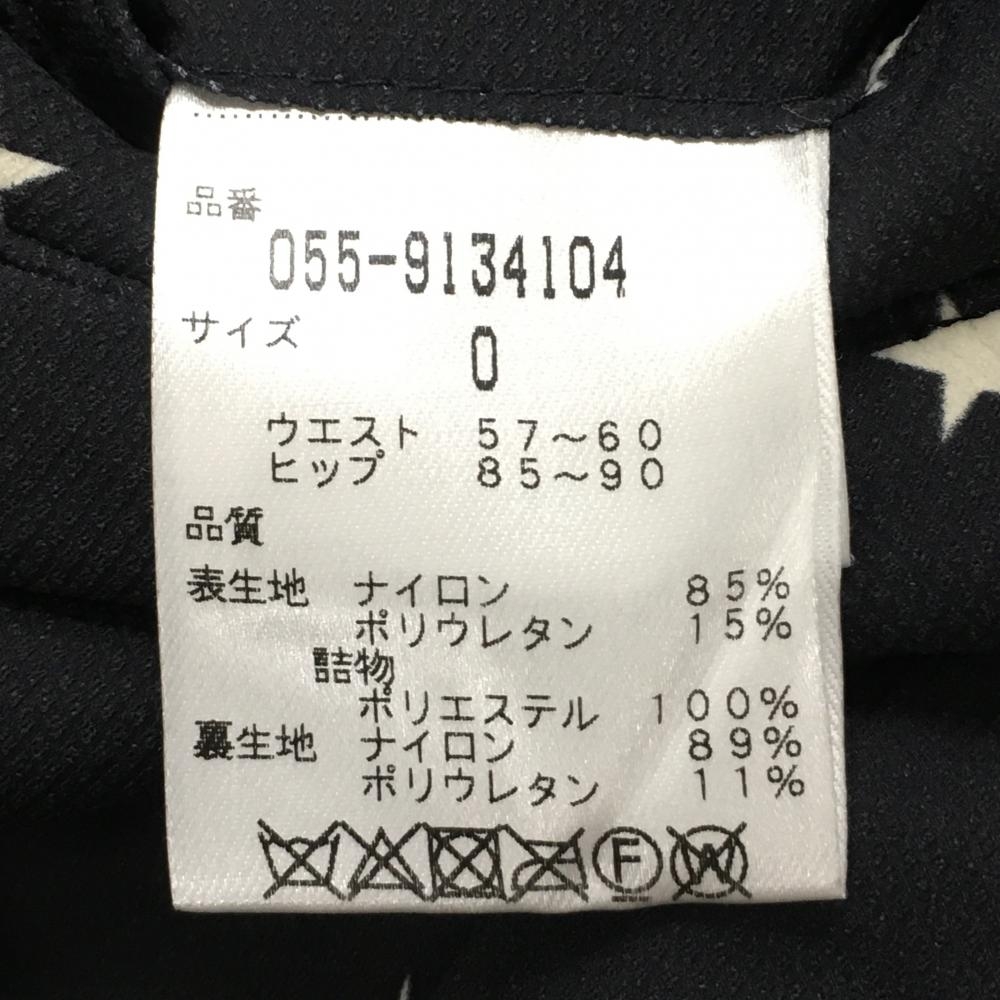 品番
055-9134104
サイズ
0
ウエスト 57~60
ヒップ 85~90
品質
表生地 ナイロン 85%
ポリウレタン 15%
詰物
ポリエステル 100%
裏生地 ナイロン 89%
ポリウレタン 11%
F W